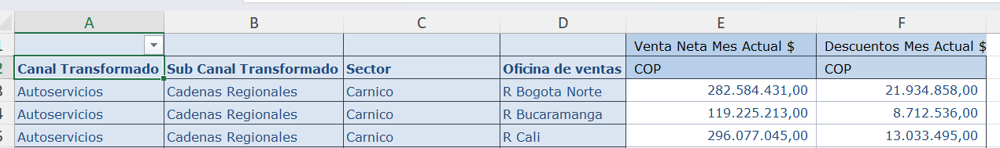 A B C D E F
Venta Neta Mes Actual $ Descuentos Mes Actual $
2 Canal Transformado Sub Canal Transformado Sector Oficina de ventas COP COP
3 Autoservicios Cadenas Regionales Carnico R Bogota Norte 282.584.431,00 21.934.858,00
4 Autoservicios Cadenas Regionales Carnico R Bucaramanga 119.225.213,00 8.712.536,00
5 Autoservicios Cadenas Regionales Carnico R Cali 296.077.045,00 13.033.495,00